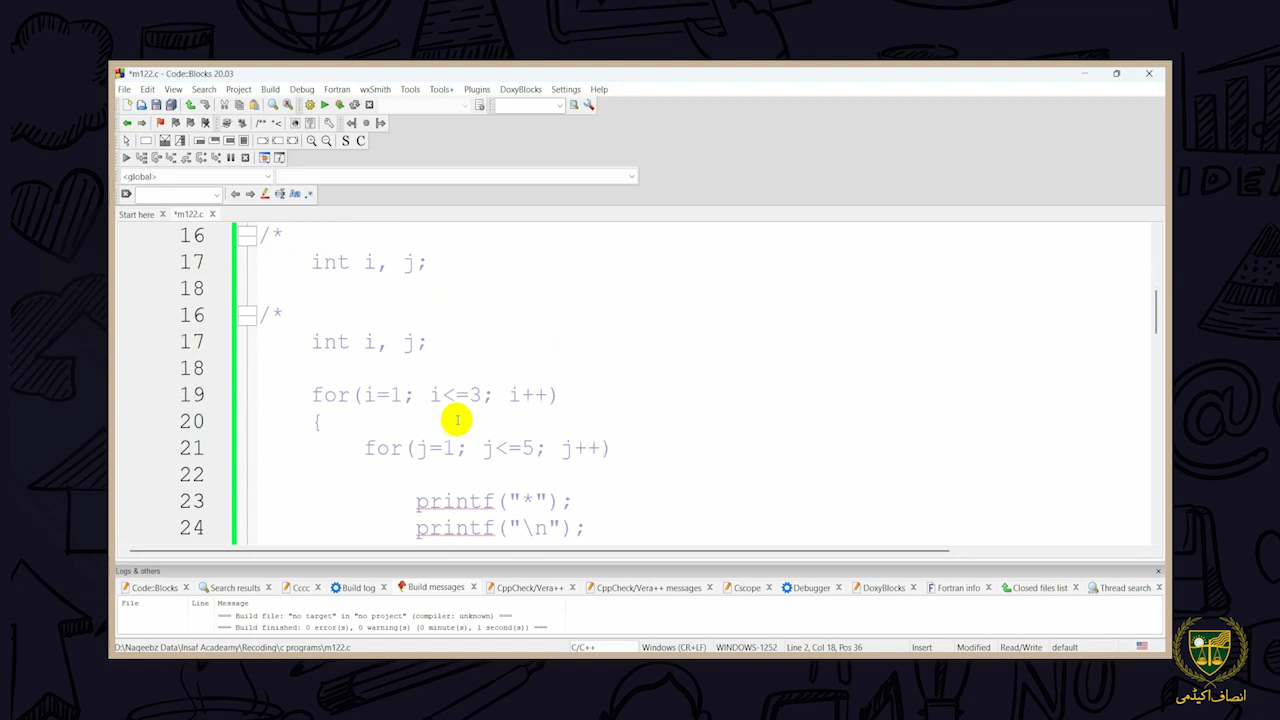 *m122.c - Code::Blocks 20.03
File Edit View Search Project Build Debug Fortran wxSmith Tools Tools+ Plugins DoxyBlocks Settings Help
S C
<global>
Start here *m122.c
16 /*
17 int i, j;
18
16 /*
17 int i, j;
18
19 for(i=1; i<=3; i++)
20 {
21 for(j=1; j<=5; j++)
22
23 printf("*");
24 printf("\n");
Logs & others
Code::Blocks Search results Cccc Build log Build messages CppCheck/Vera++ CppCheck/Vera++ messages Cscope Debugger DoxyBlocks Fortran info Closed files list Thread search
File Line Message
=== Build file: "no target" in "no project" (compiler: unknown) ===
=== Build finished: 0 error(s), 0 warning(s) (0 minute(s), 1 second(s)) ===
D:\Naqeebz Data\Insaf Acadeamy\Recoding\c programs\m122.c C/C++ Windows (CR+LF) WINDOWS-1252 Line 2, Col 18, Pos 36 Insert Modified Read/Write default
IDEA
NO
انصاف اکیڈمی